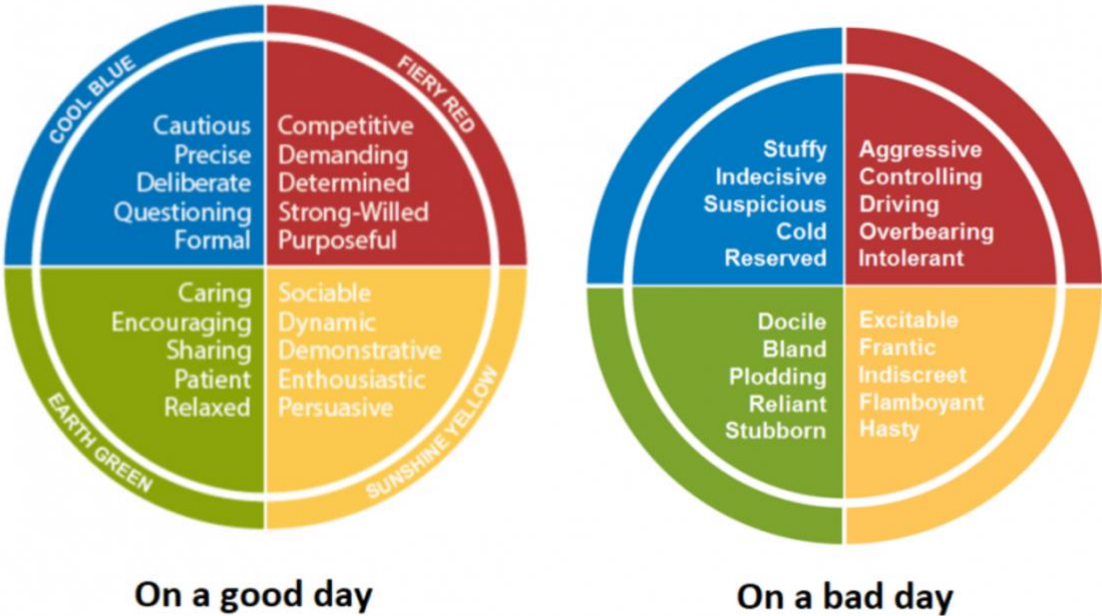 COOL BLUE
FIERY RED
Cautious
Precise
Deliberate
Questioning
Formal
Competitive
Demanding
Determined
Strong-Willed
Purposeful
Caring
Encouraging
Sharing
Patient
Relaxed
Sociable
Dynamic
Demonstrative
Enthousiastic
Persuasive
EARTH GREEN
SUNSHINE YELLOW
On a good day
Stuffy
Indecisive
Suspicious
Cold
Reserved
Aggressive
Controlling
Driving
Overbearing
Intolerant
Docile
Bland
Plodding
Reliant
Stubborn
Excitable
Frantic
Indiscreet
Flamboyant
Hasty
On a bad day